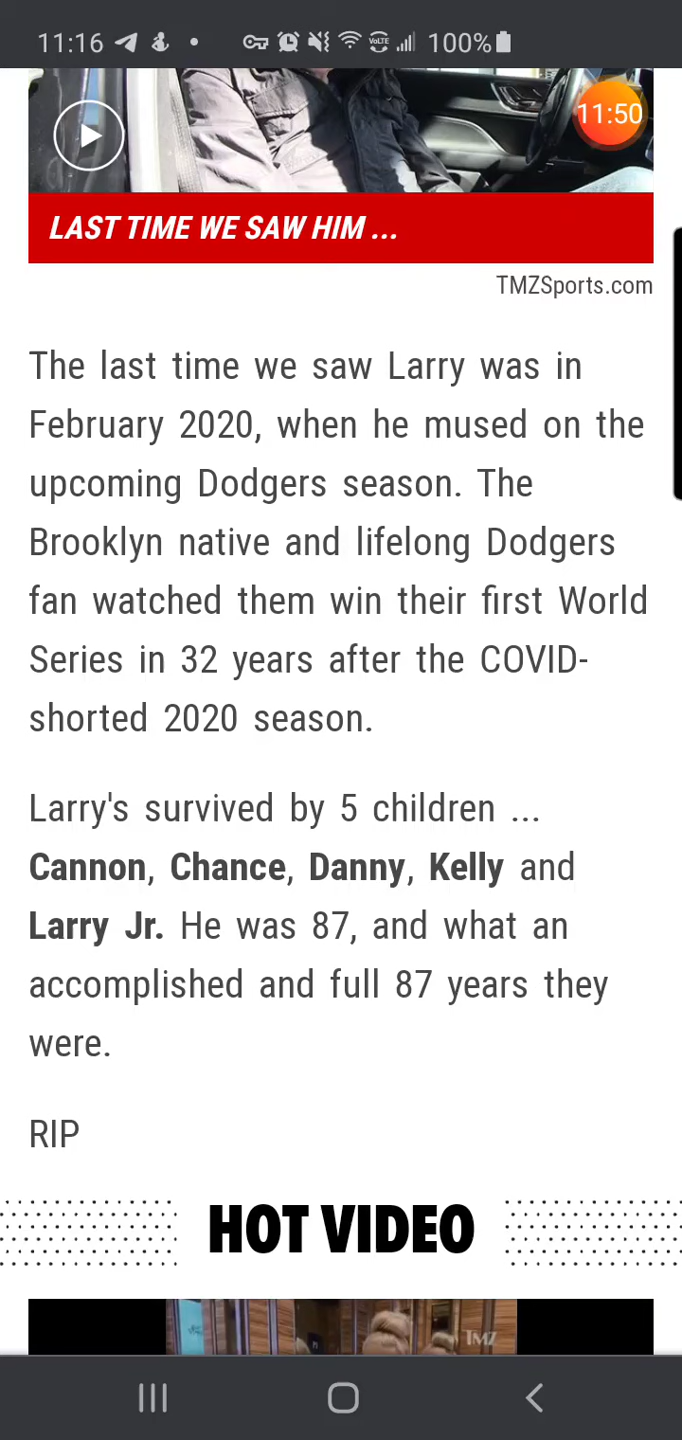 11:16
100%
11:50
LAST TIME WE SAW HIM ...
TMZSports.com
The last time we saw Larry was in
February 2020, when he mused on the
upcoming Dodgers season. The
Brooklyn native and lifelong Dodgers
fan watched them win their first World
Series in 32 years after the COVID-
shorted 2020 season.
Larry's survived by 5 children ...
Cannon, Chance, Danny, Kelly and
Larry Jr. He was 87, and what an
accomplished and full 87 years they
were.
RIP
HOT VIDEO
TMZ